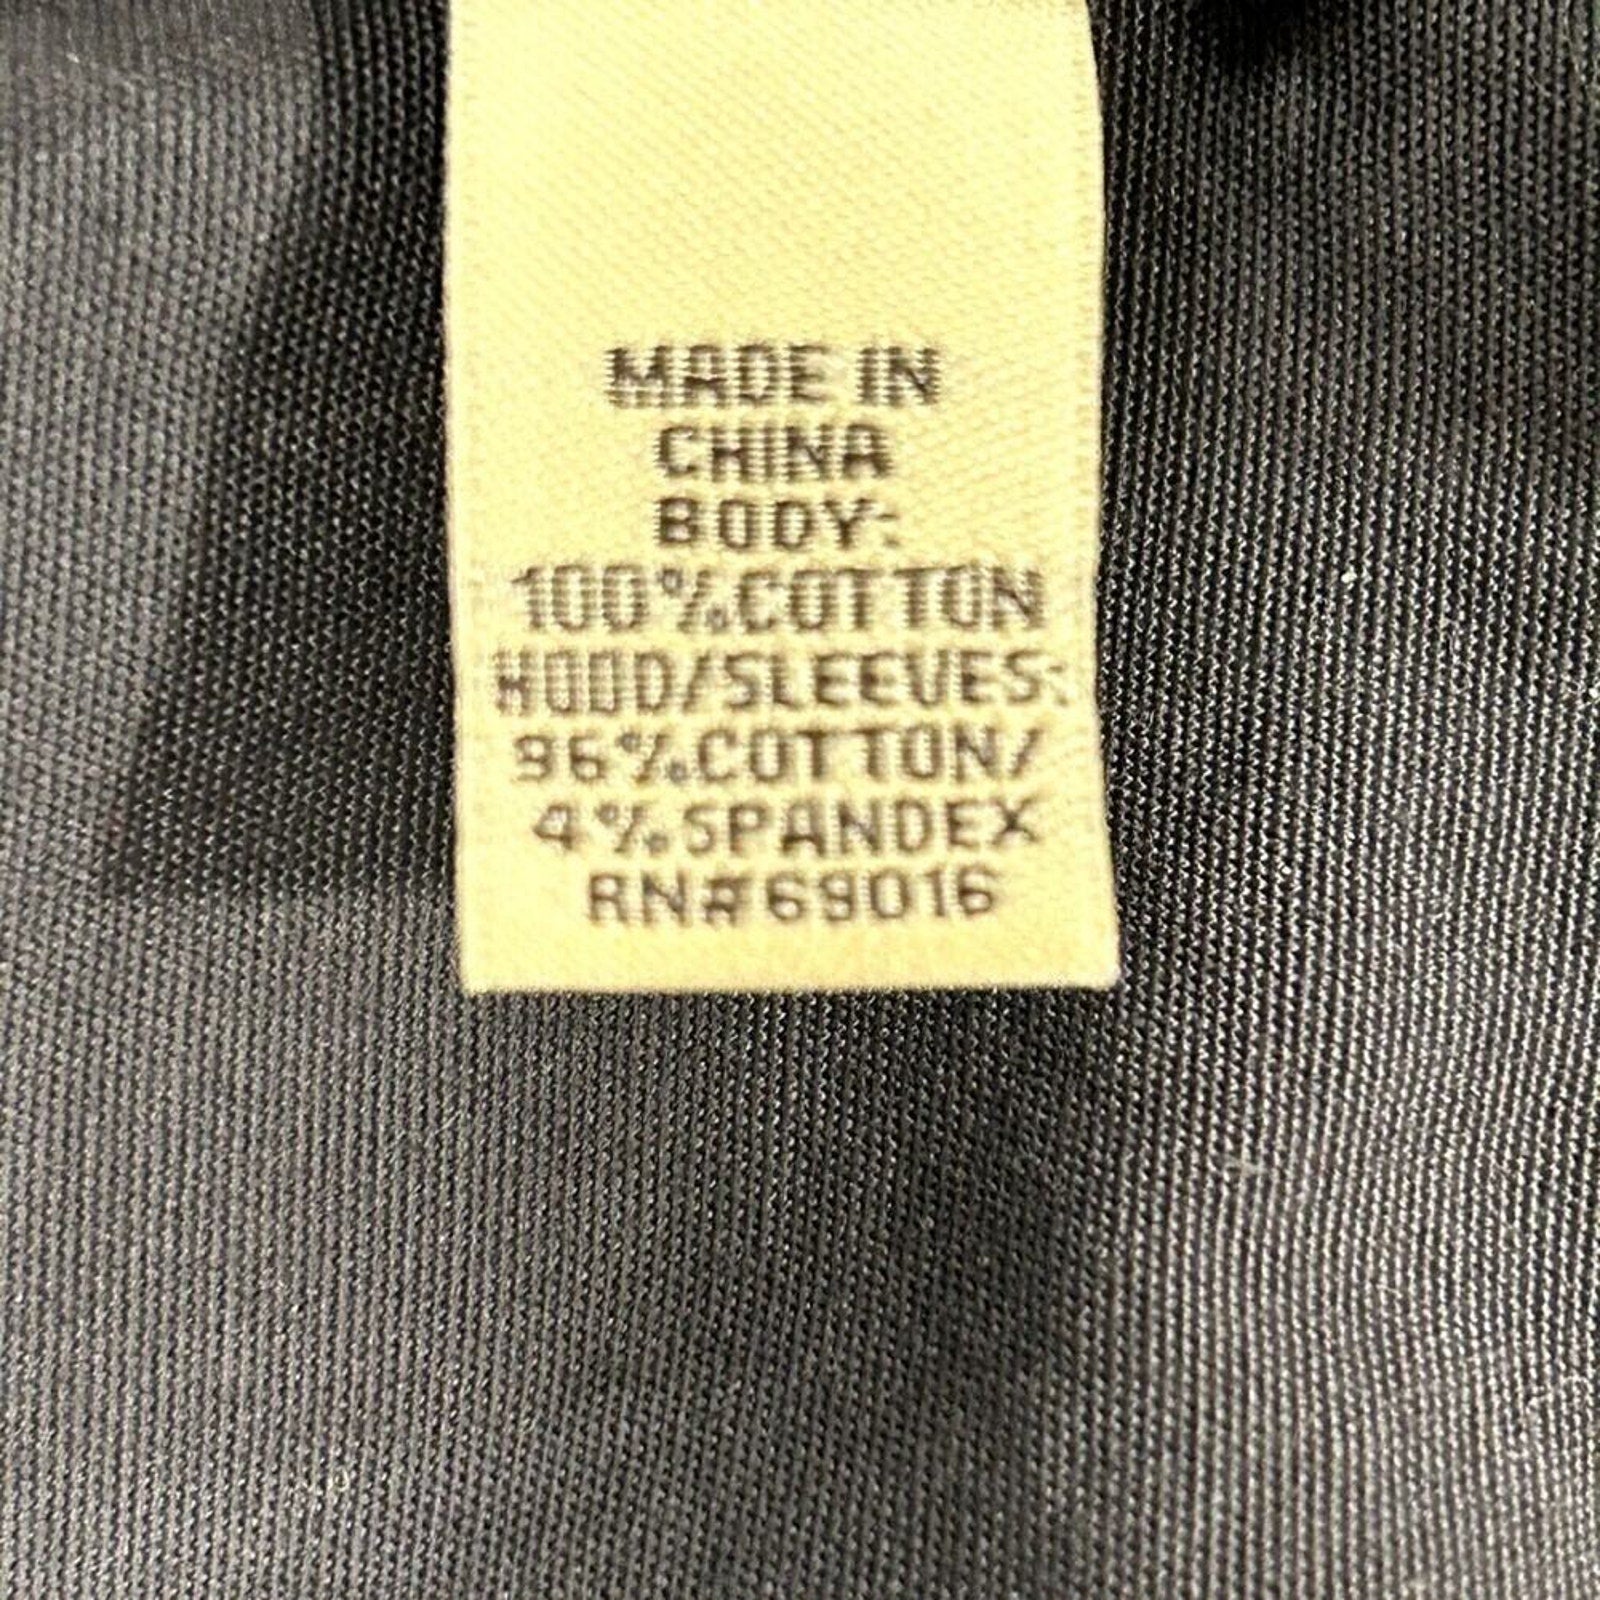 MADE IN
CHINA
BODY:
100%COTTON
HOOD/SLEEVES:
96%COTTON/
4%SPANDEX
RN#69016